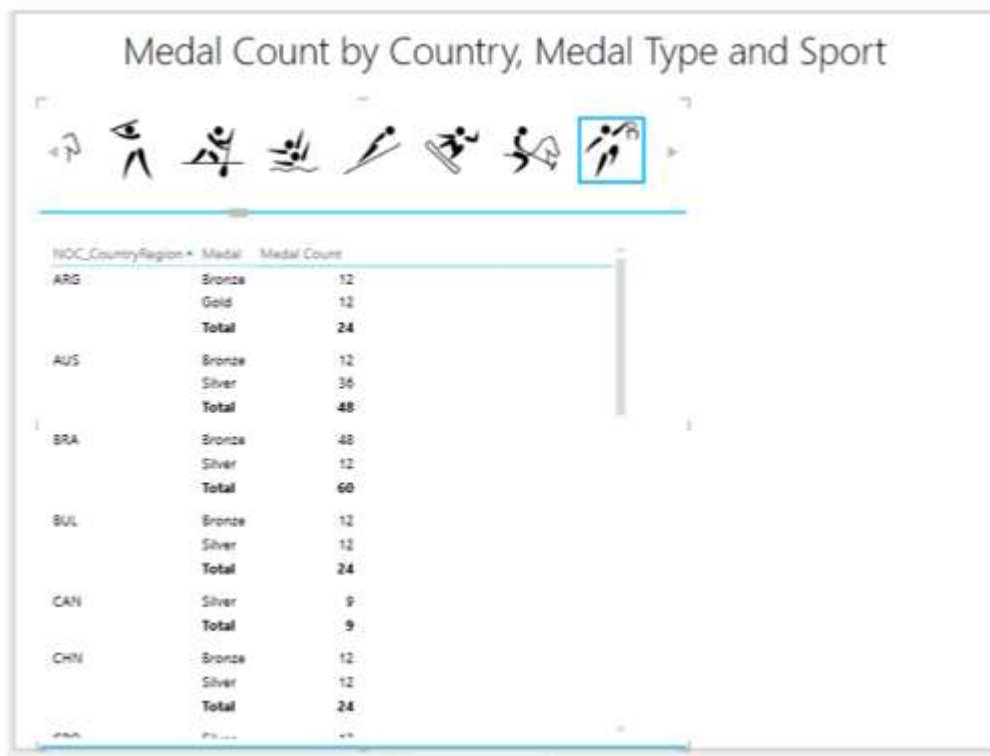 Medal Count by Country, Medal Type and Sport
NOC_CountryRegion Medal Medal Count
ARG Bronze 12
Gold 12
Total 24
AUS Bronze 12
Silver 36
Total 48
BRA Bronze 48
Silver 12
Total 60
BUL Bronze 12
Silver 12
Total 24
CAN Silver 9
Total 9
CHN Bronze 12
Silver 12
Total 24